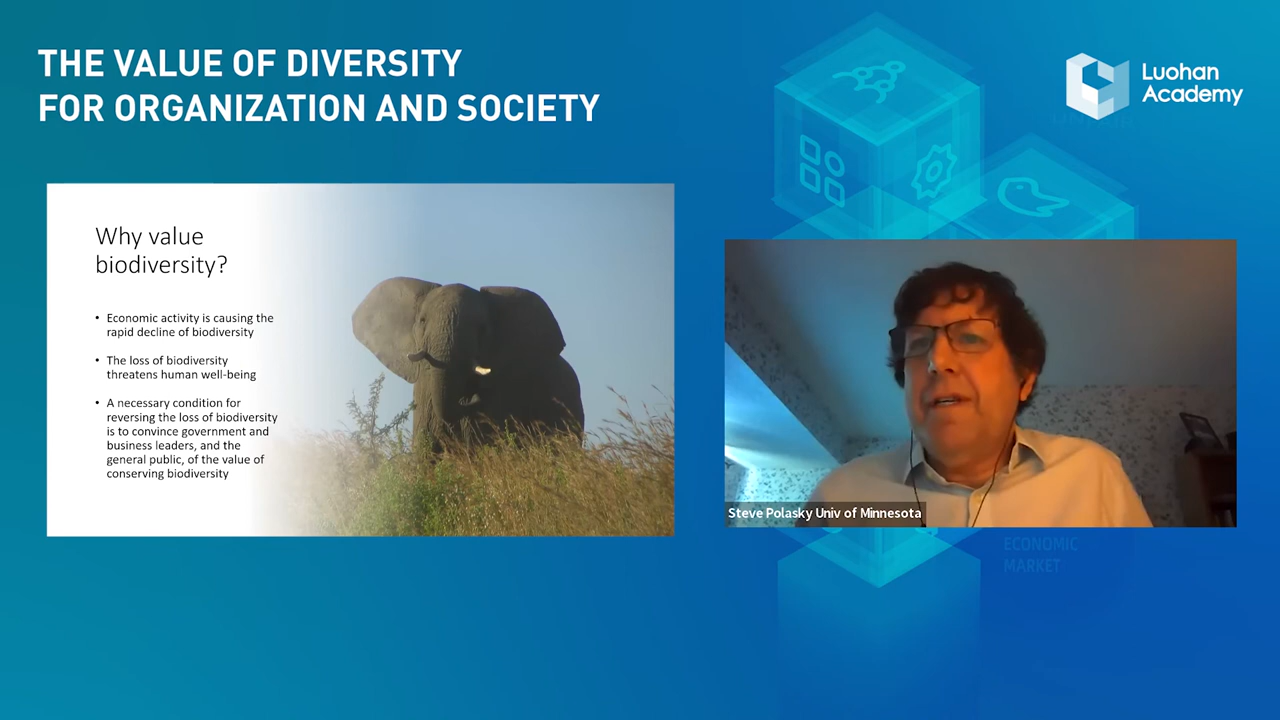 THE VALUE OF DIVERSITY
FOR ORGANIZATION AND SOCIETY
Luohan
Academy
Why value
biodiversity?
• Economic activity is causing the
rapid decline of biodiversity
• The loss of biodiversity
threatens human well-being
• A necessary condition for
reversing the loss of biodiversity
is to convince government and
business leaders, and the
general public, of the value of
conserving biodiversity
Steve Polasky Univ of Minnesota
ECONOMIC
MARKET